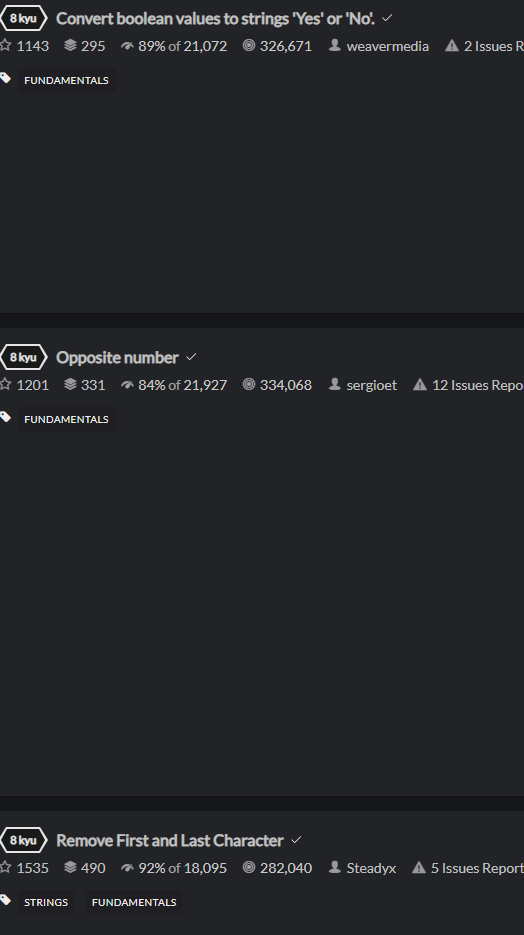 8 kyu Convert boolean values to strings 'Yes' or 'No'.
1143 295 89% of 21,072 326,671 weavermedia 2 Issues R
FUNDAMENTALS
8 kyu Opposite number
1201 331 84% of 21,927 334,068 sergioet 12 Issues Repo
FUNDAMENTALS
8 kyu Remove First and Last Character
1535 490 92% of 18,095 282,040 Steadyx 5 Issues Report
STRINGS FUNDAMENTALS